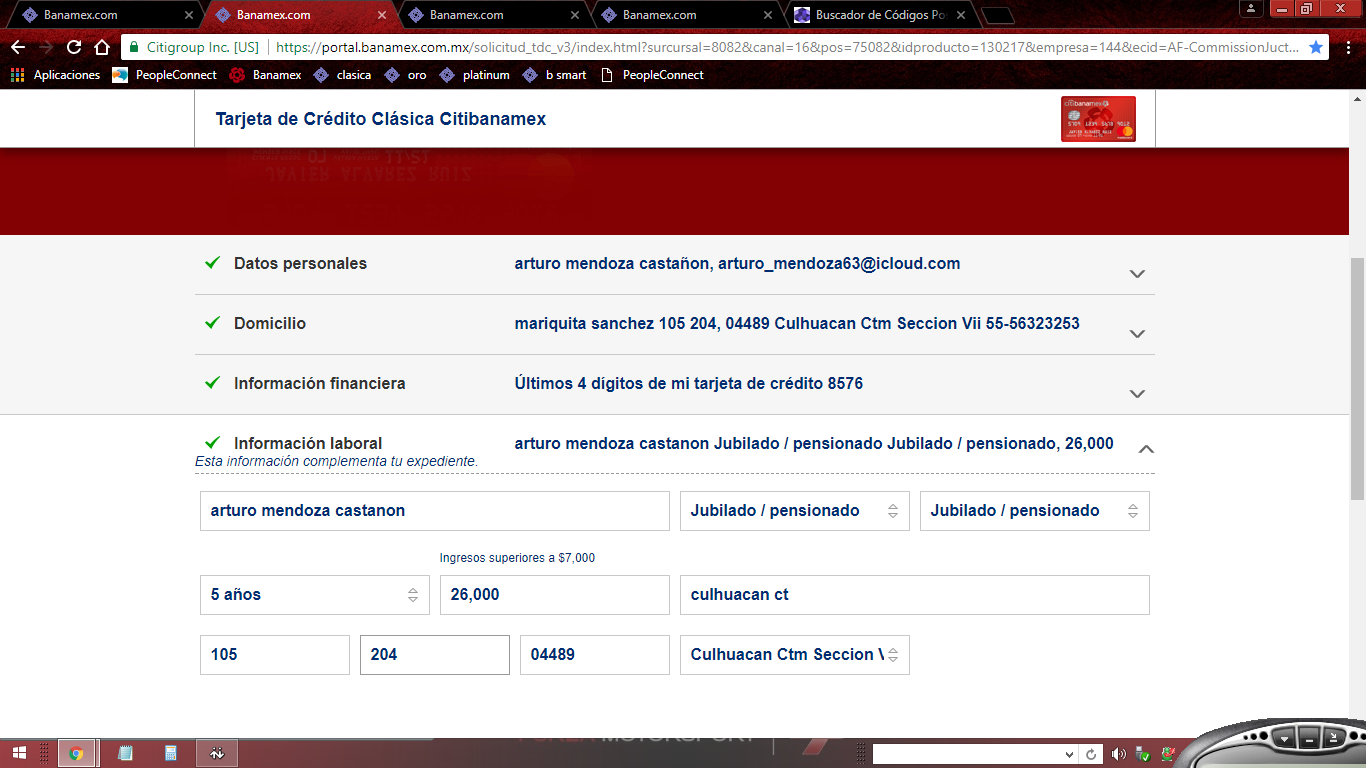 Banamex.com
Banamex.com
Banamex.com
Banamex.com
Buscador de Códigos Po
Citigroup Inc. [US]
https://portal.banamex.com.mx/solicitud_tdc_v3/index.html?surcursal=8082&canal=16&pos=75082&idproducto=130217&empresa=144&ecid=AF-CommissionJuct...
Aplicaciones PeopleConnect Banamex clasica oro platinum b smart PeopleConnect
Tarjeta de Crédito Clásica Citibanamex
citibanamex
JAVIER ALVAREZ RUIZ
Datos personales arturo mendoza castañon, arturo_mendoza63@icloud.com
Domicilio mariquita sanchez 105 204, 04489 Culhuacan Ctm Seccion Vii 55-56323253
Información financiera Últimos 4 dígitos de mi tarjeta de crédito 8576
Información laboral arturo mendoza castanon Jubilado / pensionado Jubilado / pensionado, 26,000
Esta información complementa tu expediente.
arturo mendoza castanon Jubilado / pensionado Jubilado / pensionado
Ingresos superiores a $7,000
5 años 26,000 culhuacan ct
105 204 04489 Culhuacan Ctm Seccion V